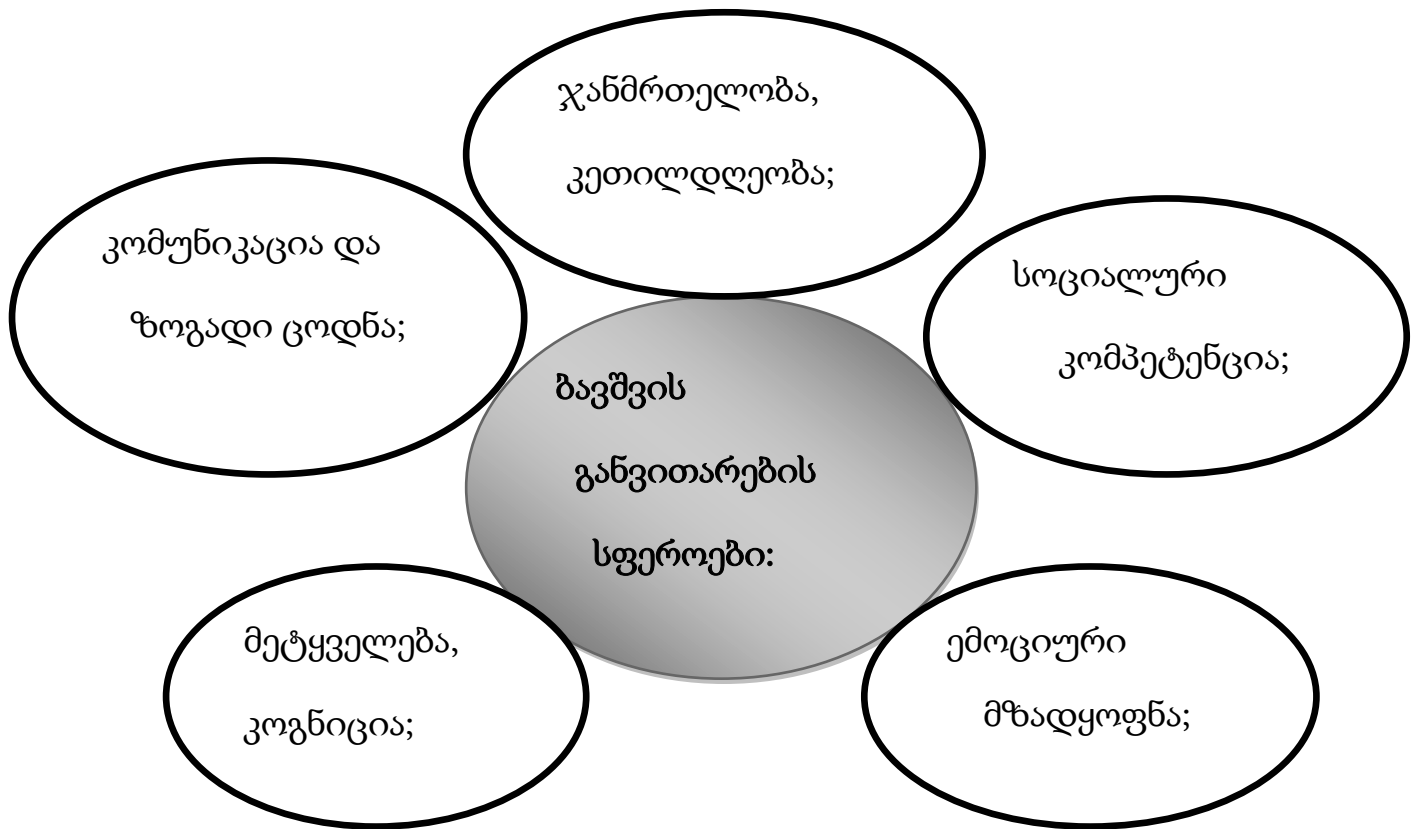 ჯანმრთელობა,
კეთილდღეობა;
კომუნიკაცია და
ზოგადი ცოდნა;
სოციალური
კომპეტენცია;
ბავშვის
განვითარების
სფეროები:
მეტყველება,
კოგნიცია;
ემოციური
მზადყოფნა;